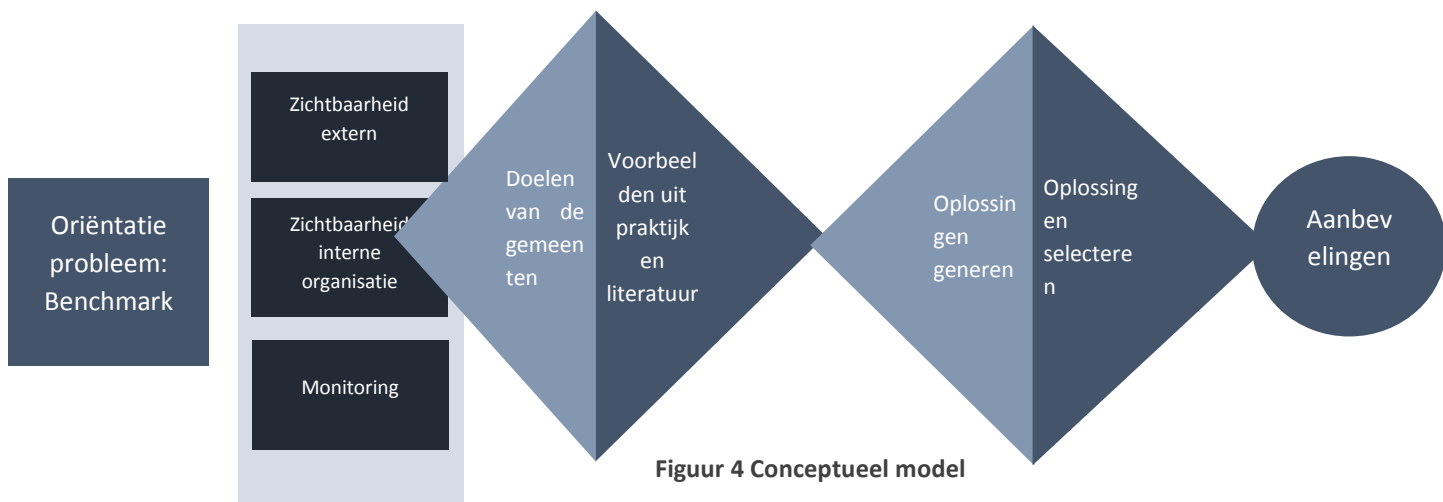 Oriëntatie
probleem:
Benchmark
Zichtbaarheid
extern
Zichtbaarheid
interne
organisatie
Monitoring
Doelen
van de
gemeen
ten
Voorbeel
den uit
praktijk
en
literatuur
Oplossin
gen
generen
Oplossing
en
selectere
n
Aanbev
elingen
Figuur 4 Conceptueel model